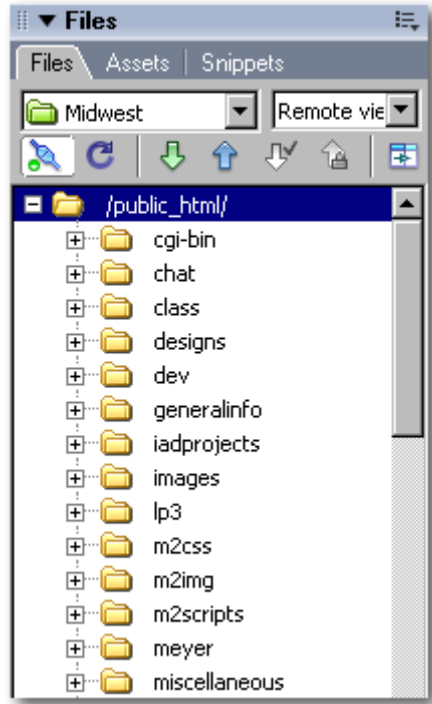 Files
Files Assets Snippets
Midwest Remote vie
/public_html/
cgi-bin
chat
class
designs
dev
generalinfo
iadprojects
images
lp3
m2css
m2img
m2scripts
meyer
miscellaneous